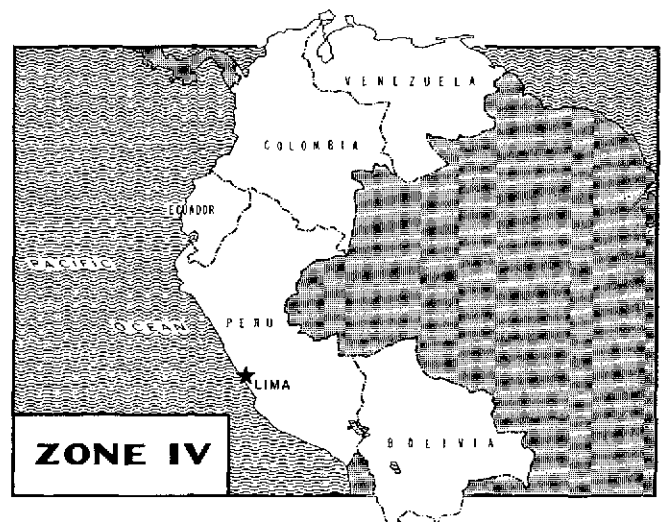 VENEZUELA
COLOMBIA
ECUADOR
PACIFIC
OCEAN
PERU
LIMA
BOLIVIA
ZONE IV